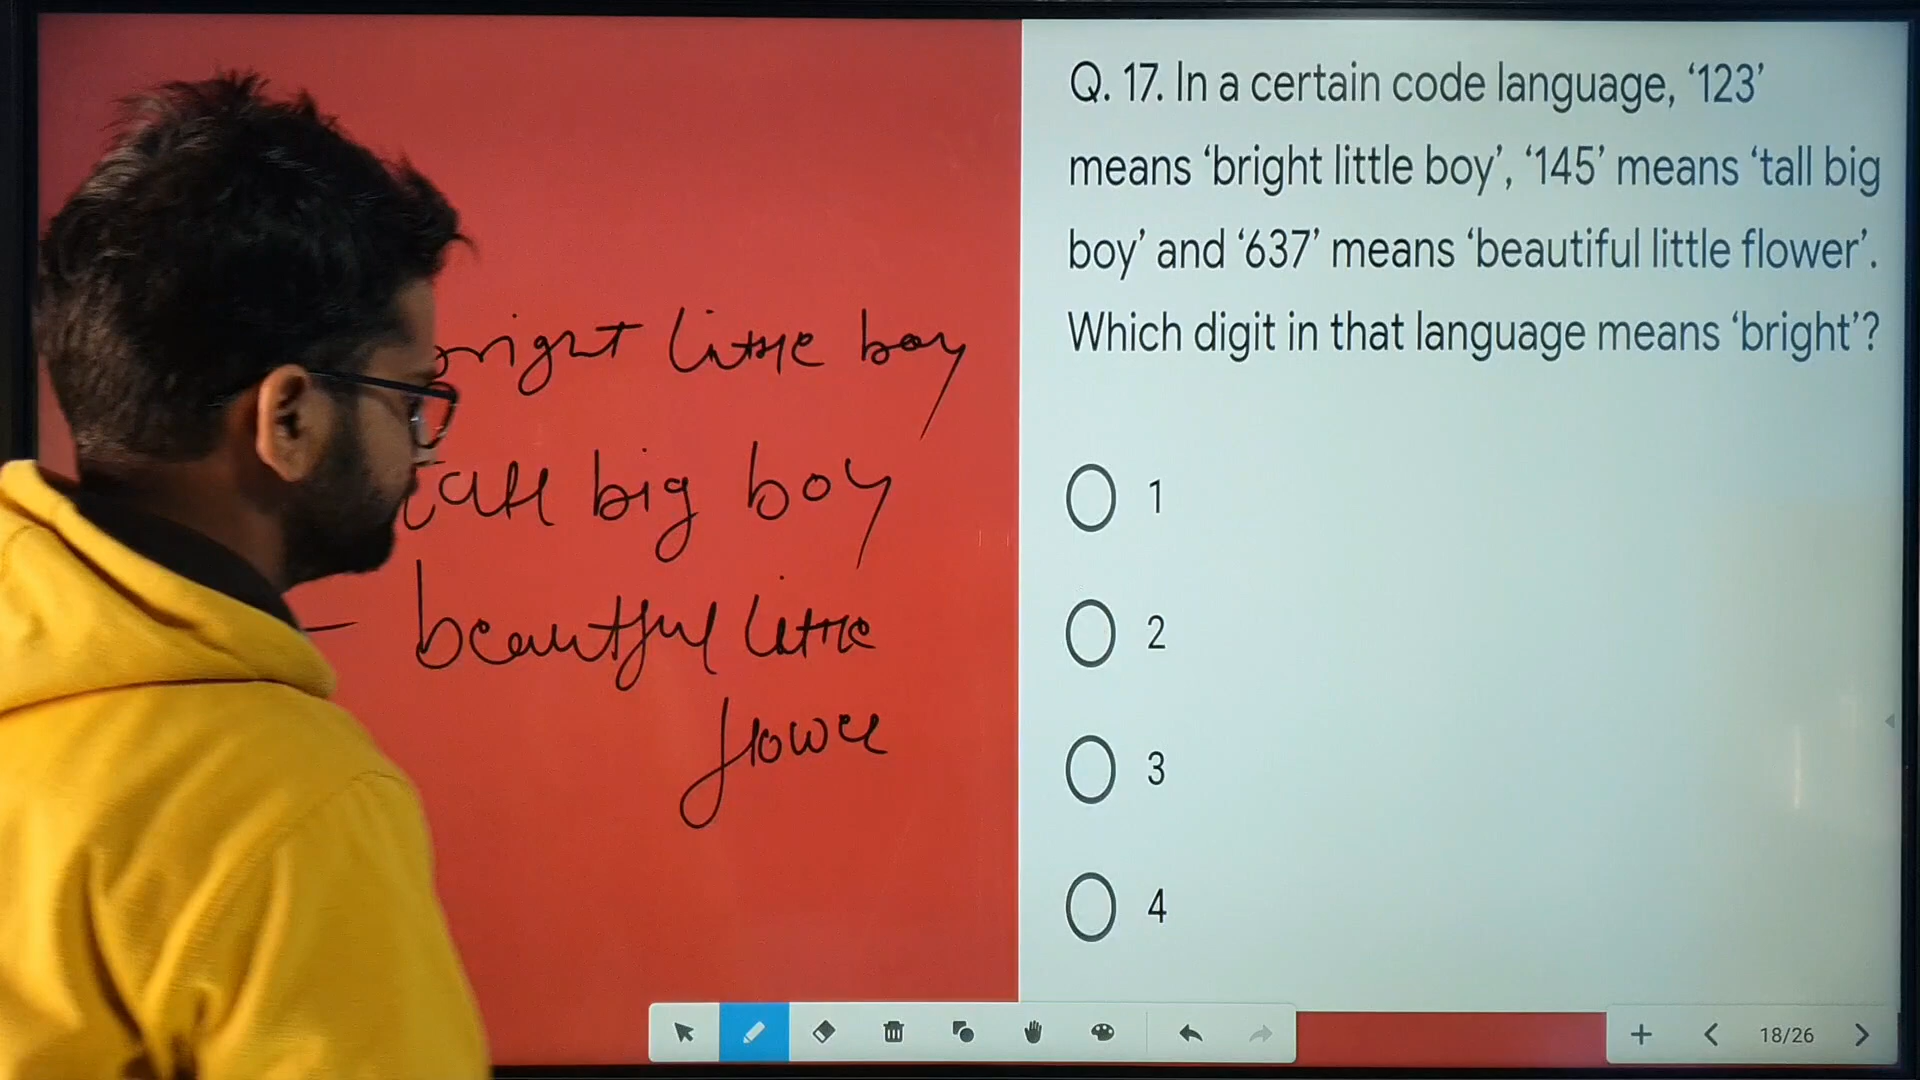 Q. 17. In a certain code language, ‘123’
means ‘bright little boy’, ‘145’ means ‘tall big
boy’ and ‘637’ means ‘beautiful little flower’.
Which digit in that language means ‘bright’?
1
2
3
4
little boy
big boy
– beautiful little
flower
18/26